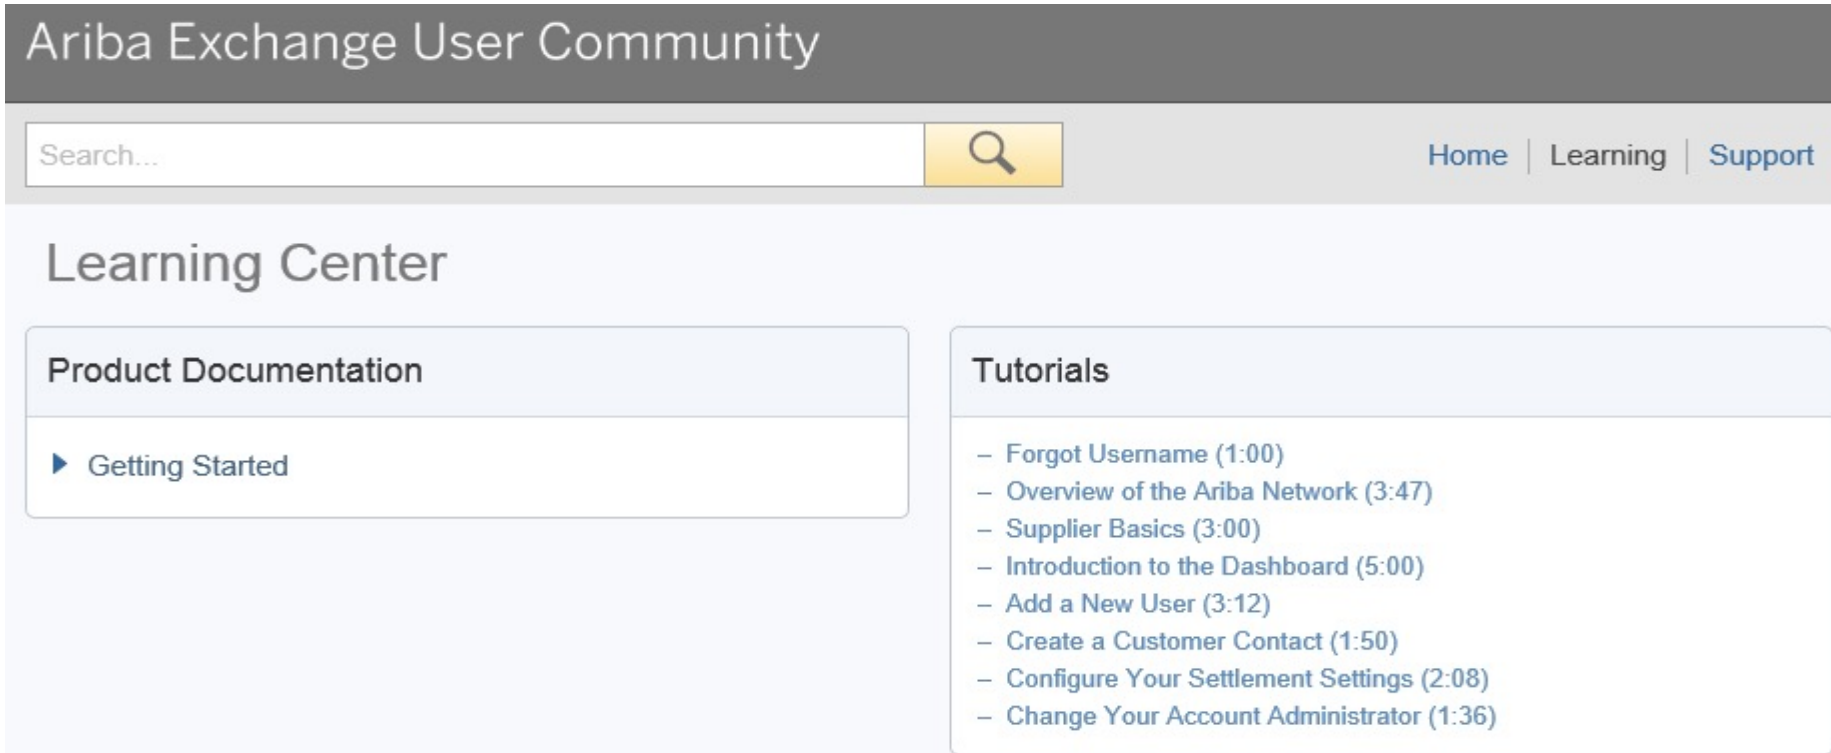 Ariba Exchange User Community
Search...
Home | Learning | Support
Learning Center
Product Documentation
Getting Started
Tutorials
– Forgot Username (1:00)
– Overview of the Ariba Network (3:47)
– Supplier Basics (3:00)
– Introduction to the Dashboard (5:00)
– Add a New User (3:12)
– Create a Customer Contact (1:50)
– Configure Your Settlement Settings (2:08)
– Change Your Account Administrator (1:36)